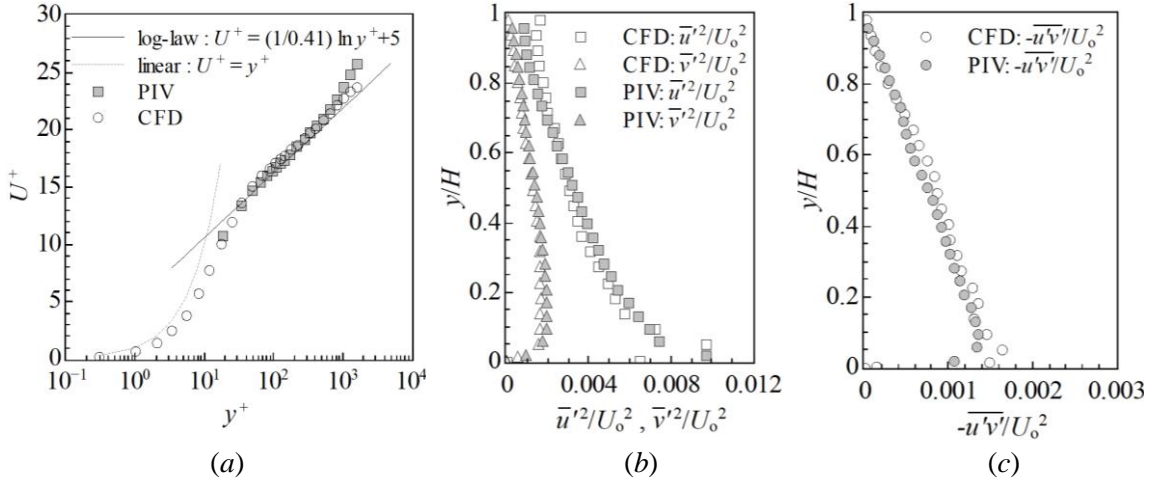 log-law : U⁺ = (1/0.41) ln y⁺+5
linear : U⁺ = y⁺
PIV
CFD
30
25
20
15
10
5
0
U⁺
10⁻¹ 10⁰ 10¹ 10² 10³ 10⁴
y⁺
(a)
1
0.8
0.6
0.4
0.2
0
y/H
CFD: u̅'²/Uₒ²
CFD: v̅'²/Uₒ²
PIV: u̅'²/Uₒ²
PIV: v̅'²/Uₒ²
0 0.004 0.008 0.012
u̅'²/Uₒ² , v̅'²/Uₒ²
(b)
1
0.8
0.6
0.4
0.2
0
y/H
CFD: -u̅'v̅'/Uₒ²
PIV: -u̅'v̅'/Uₒ²
0 0.001 0.002 0.003
-u̅'v̅'/Uₒ²
(c)